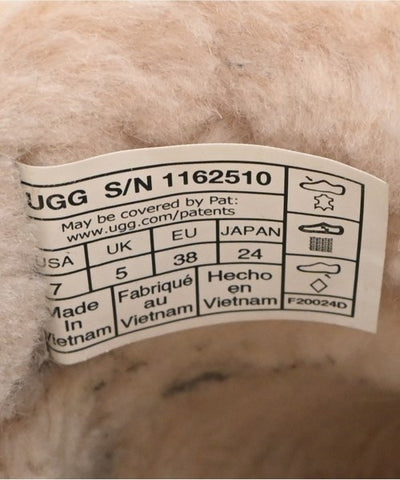 UGG S/N 1162510
May be covered by Pat:
www.ugg.com/patents
USA UK EU JAPAN
7 5 38 24
Made in Vietnam
Fabriqué au Vietnam
Hecho en Vietnam
F20024D